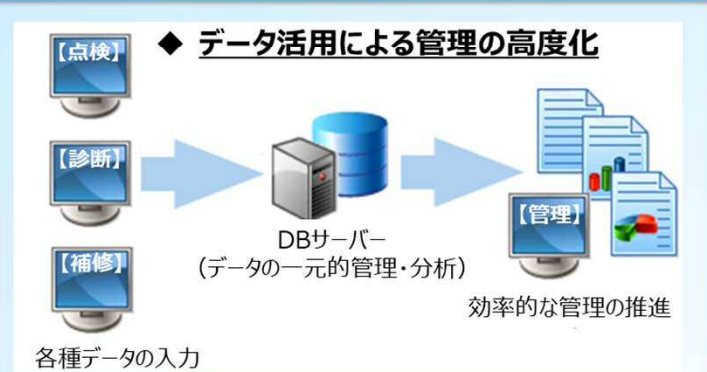 ◆ データ活用による管理の高度化
【点検】
【診断】
【補修】
各種データの入力
DBサーバー
(データの一元的管理・分析)
【管理】
効率的な管理の推進